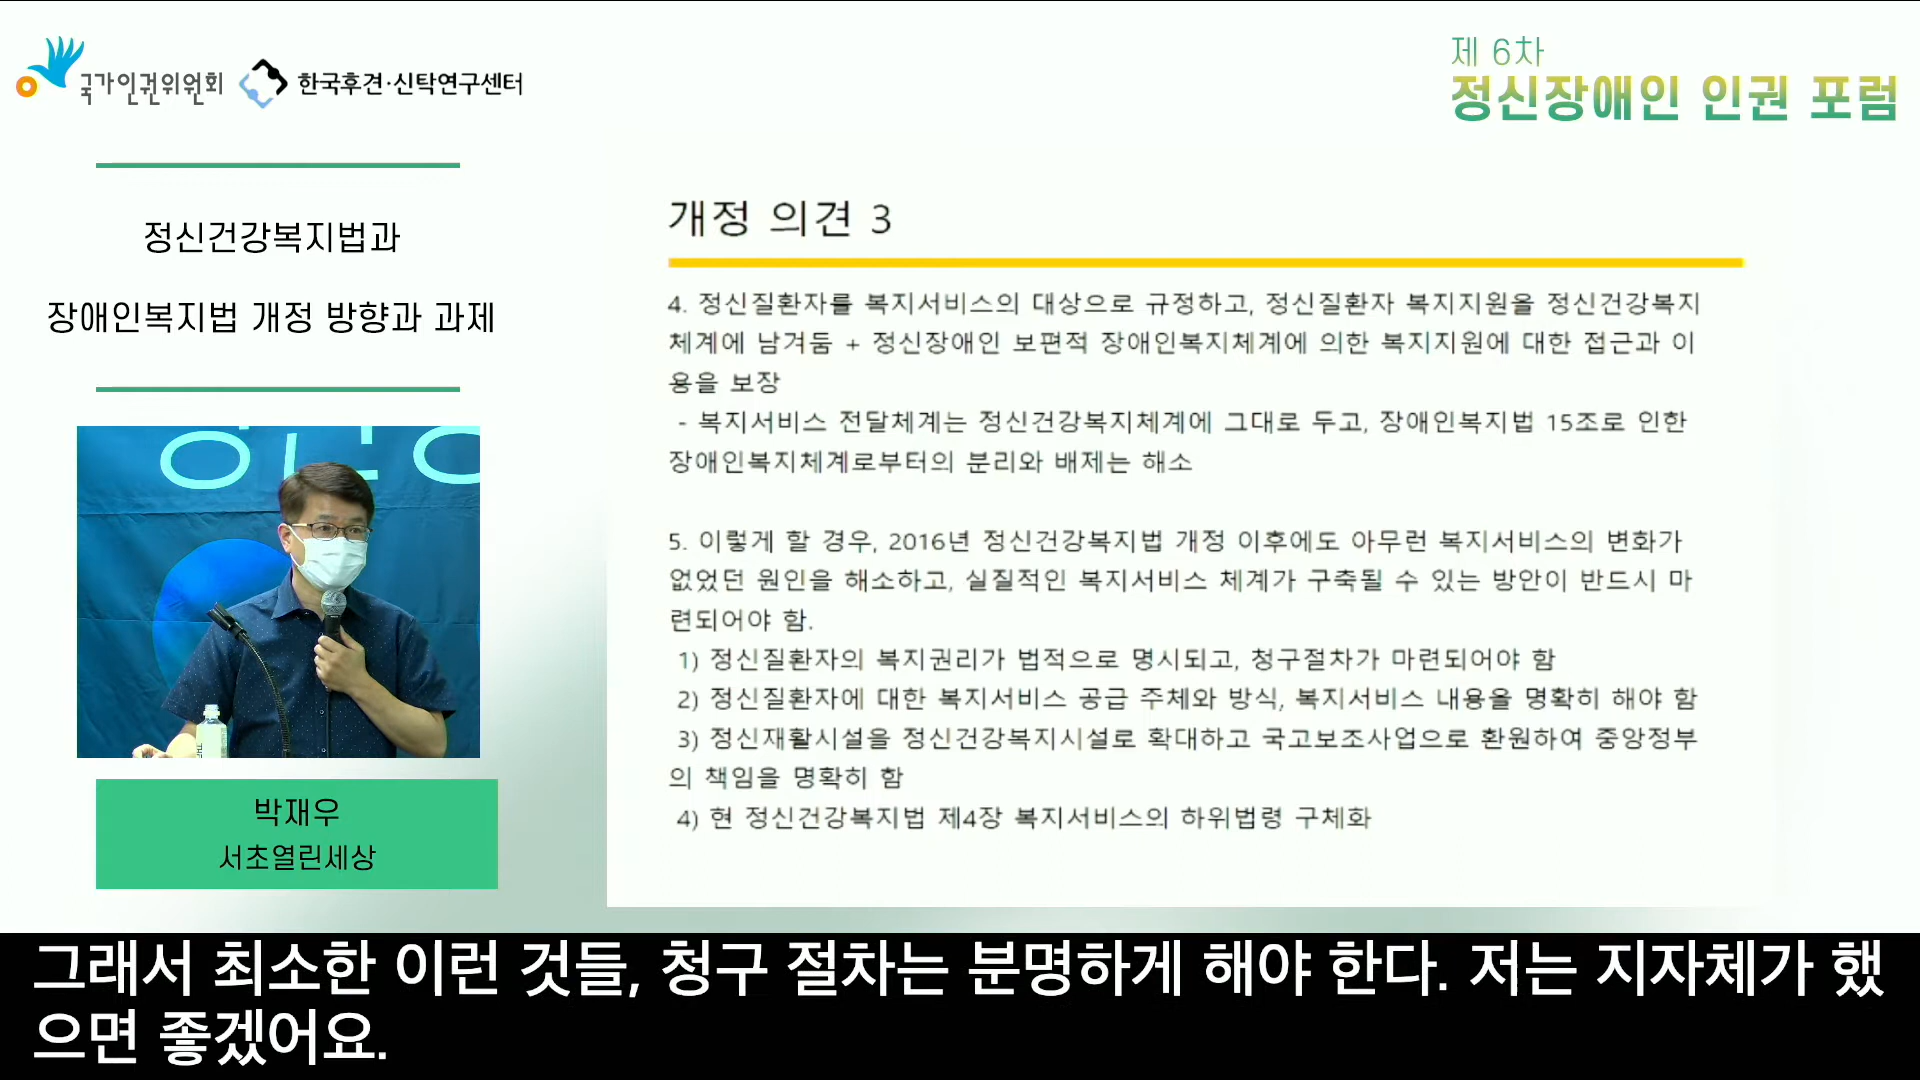 국가인권위원회
한국후견·신탁연구센터
제 6차
정신장애인 인권 포럼
정신건강복지법과
장애인복지법 개정 방향과 과제
박재우
서초열린세상
개정 의견 3
4. 정신질환자를 복지서비스의 대상으로 규정하고, 정신질환자 복지지원을 정신건강복지
체계에 남겨둠 + 정신장애인 보편적 장애인복지체계에 의한 복지지원에 대한 접근과 이
용을 보장
- 복지서비스 전달체계는 정신건강복지체계에 그대로 두고, 장애인복지법 15조로 인한
장애인복지체계로부터의 분리와 배제는 해소
5. 이렇게 할 경우, 2016년 정신건강복지법 개정 이후에도 아무런 복지서비스의 변화가
없었던 원인을 해소하고, 실질적인 복지서비스 체계가 구축될 수 있는 방안이 반드시 마
련되어야 함.
1) 정신질환자의 복지권리가 법적으로 명시되고, 청구절차가 마련되어야 함
2) 정신질환자에 대한 복지서비스 공급 주체와 방식, 복지서비스 내용을 명확히 해야 함
3) 정신재활시설을 정신건강복지시설로 확대하고 국고보조사업으로 환원하여 중앙정부
의 책임을 명확히 함
4) 현 정신건강복지법 제4장 복지서비스의 하위법령 구체화
그래서 최소한 이런 것들, 청구 절차는 분명하게 해야 한다. 저는 지자체가 했
으면 좋겠어요.